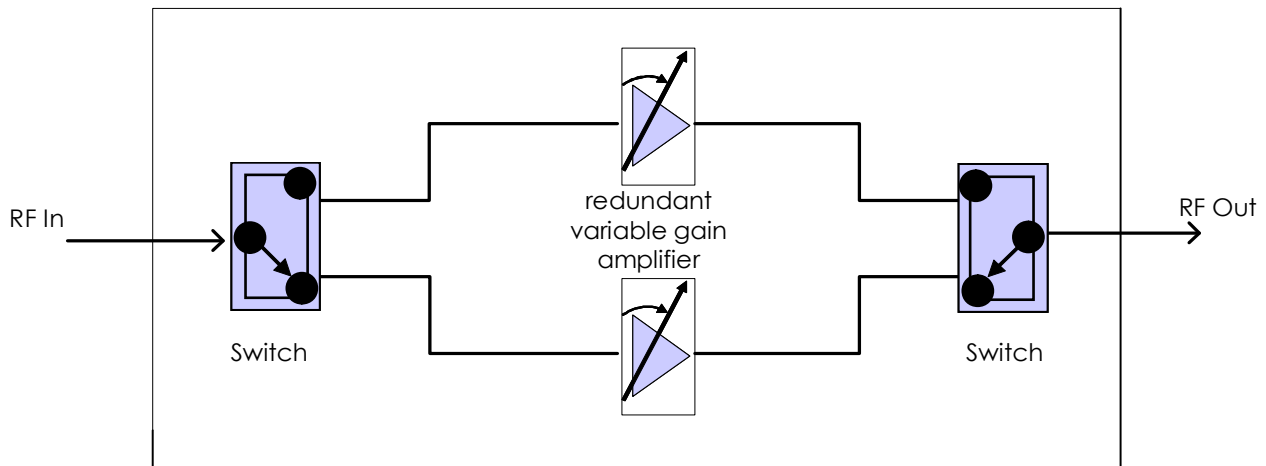 RF In
redundant
variable gain
amplifier
RF Out
Switch
Switch